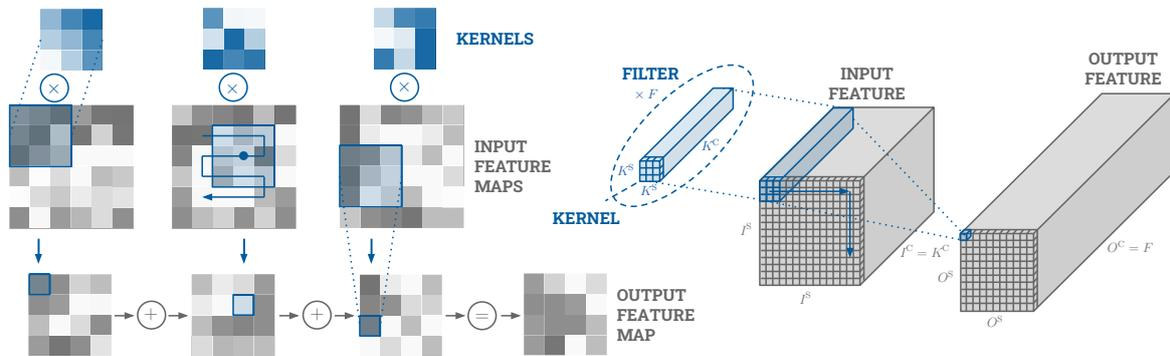 KERNELS
×
×
×
INPUT
FEATURE
MAPS
+
+
=
OUTPUT
FEATURE
MAP
FILTER
× F
K^S
K^S
K^C
KERNEL
INPUT
FEATURE
I^S
I^S
I^C = K^C
OUTPUT
FEATURE
O^S
O^S
O^C = F